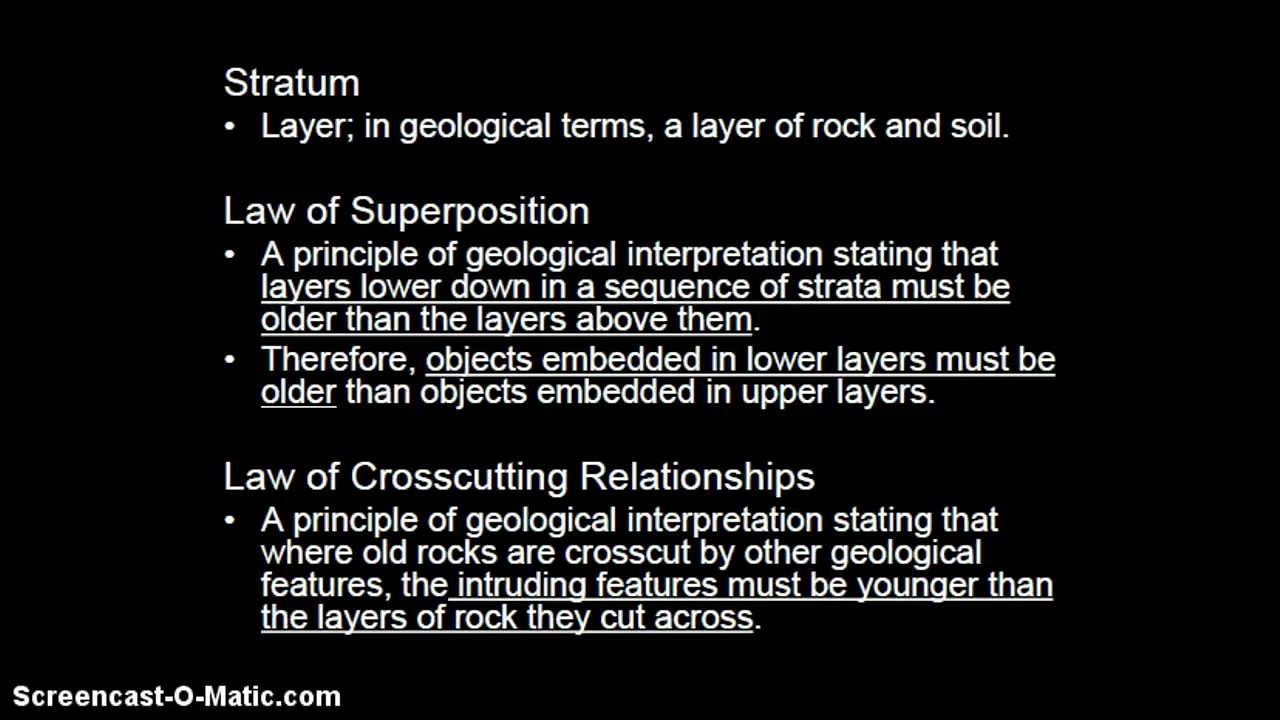 Stratum
• Layer; in geological terms, a layer of rock and soil.
Law of Superposition
• A principle of geological interpretation stating that
layers lower down in a sequence of strata must be
older than the layers above them.
• Therefore, objects embedded in lower layers must be
older than objects embedded in upper layers.
Law of Crosscutting Relationships
• A principle of geological interpretation stating that
where old rocks are crosscut by other geological
features, the intruding features must be younger than
the layers of rock they cut across.
Screencast-O-Matic.com